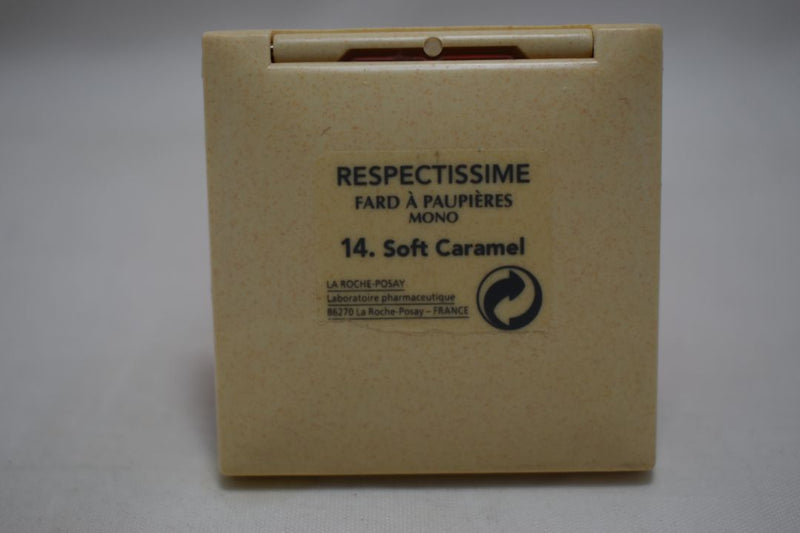 RESPECTISSIME
FARD À PAUPIÈRES
MONO
14. Soft Caramel
LA ROCHE-POSAY
Laboratoire pharmaceutique
86270 La Roche-Posay – FRANCE